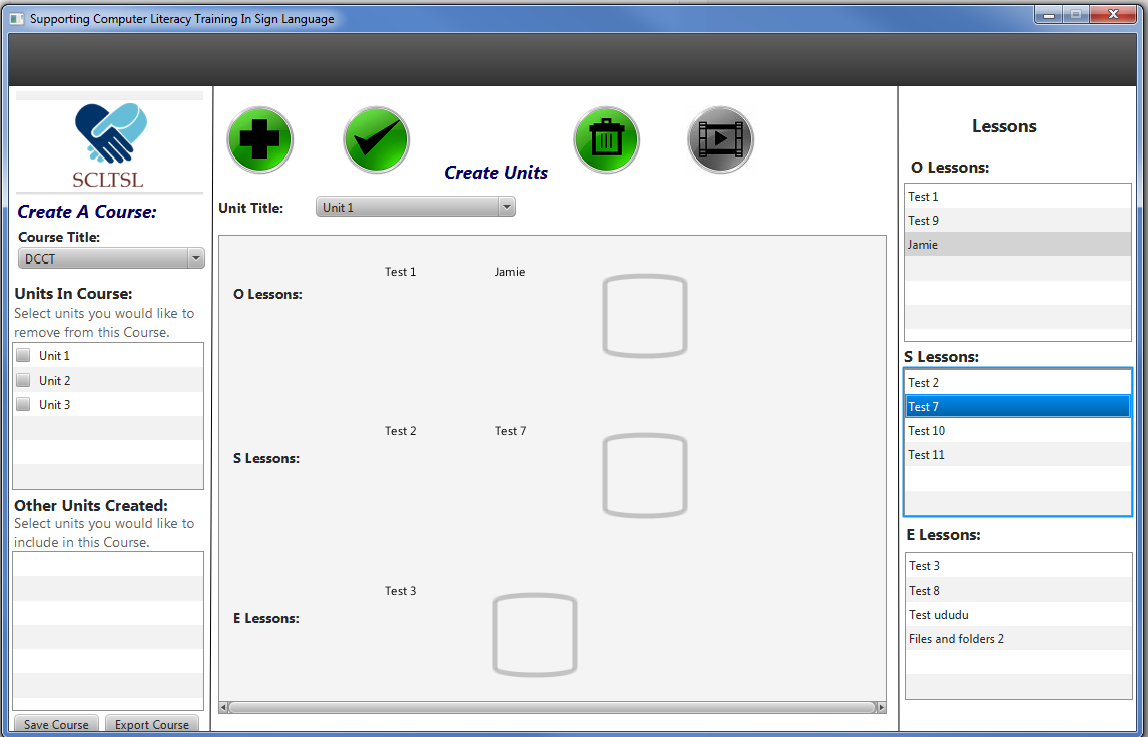 Supporting Computer Literacy Training In Sign Language
SCLTSL
Create A Course:
Course Title:
DCCT
Units In Course:
Select units you would like to
remove from this Course.
Unit 1
Unit 2
Unit 3
Other Units Created:
Select units you would like to
include in this Course.
Save Course
Export Course
Create Units
Unit Title:
Unit 1
Test 1
Jamie
O Lessons:
Test 2
Test 7
S Lessons:
Test 3
E Lessons:
Lessons
O Lessons:
Test 1
Test 9
Jamie
S Lessons:
Test 2
Test 7
Test 10
Test 11
E Lessons:
Test 3
Test 8
Test ududu
Files and folders 2